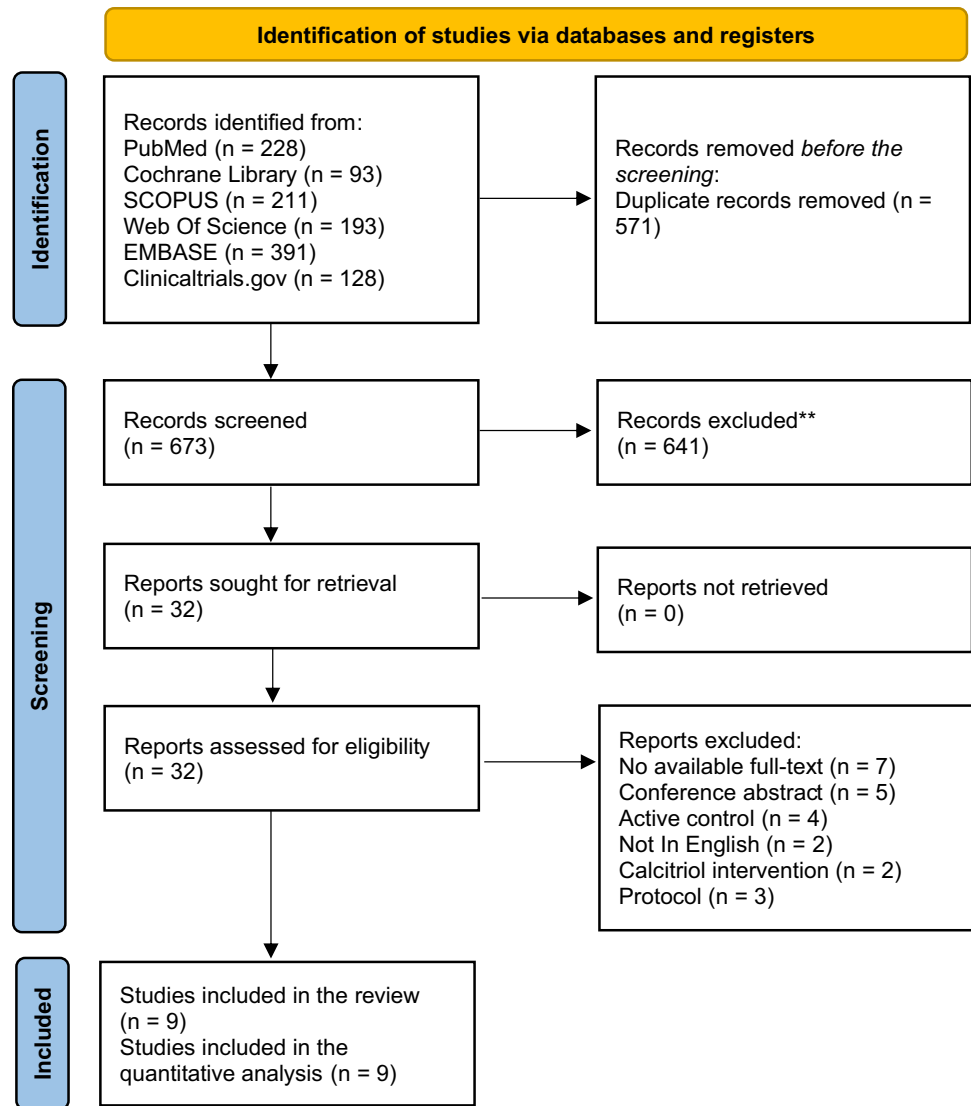 Identification of studies via databases and registers
Identification
Records identified from:
PubMed (n = 228)
Cochrane Library (n = 93)
SCOPUS (n = 211)
Web Of Science (n = 193)
EMBASE (n = 391)
Clinicaltrials.gov (n = 128)
Records removed before the
screening:
Duplicate records removed (n =
571)
Screening
Records screened
(n = 673)
Records excluded**
(n = 641)
Reports sought for retrieval
(n = 32)
Reports not retrieved
(n = 0)
Reports assessed for eligibility
(n = 32)
Reports excluded:
No available full-text (n = 7)
Conference abstract (n = 5)
Active control (n = 4)
Not In English (n = 2)
Calcitriol intervention (n = 2)
Protocol (n = 3)
Included
Studies included in the review
(n = 9)
Studies included in the
quantitative analysis (n = 9)